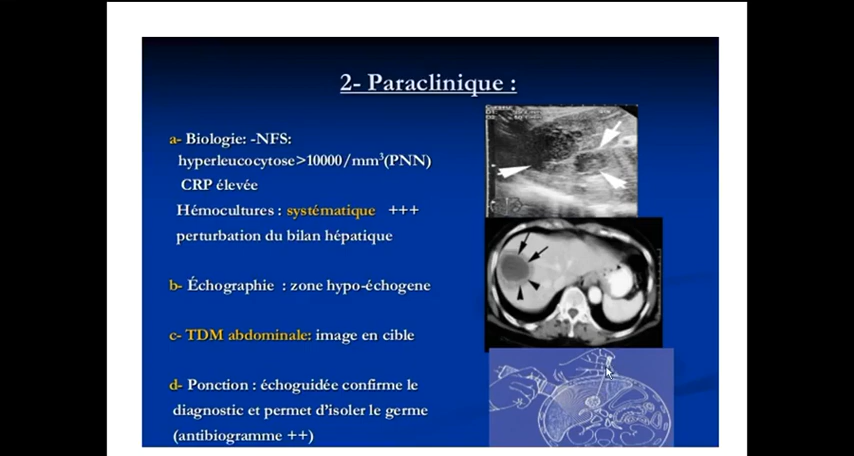 2- Paraclinique :
a- Biologie: -NFS:
hyperleucocytose>10000/mm³(PNN)
CRP élevée
Hémocultures : systématique +++
perturbation du bilan hépatique
b- Échographie : zone hypo-échogene
c- TDM abdominale: image en cible
d- Ponction : échoguidée confirme le
diagnostic et permet d'isoler le germe
(antibiogramme ++)